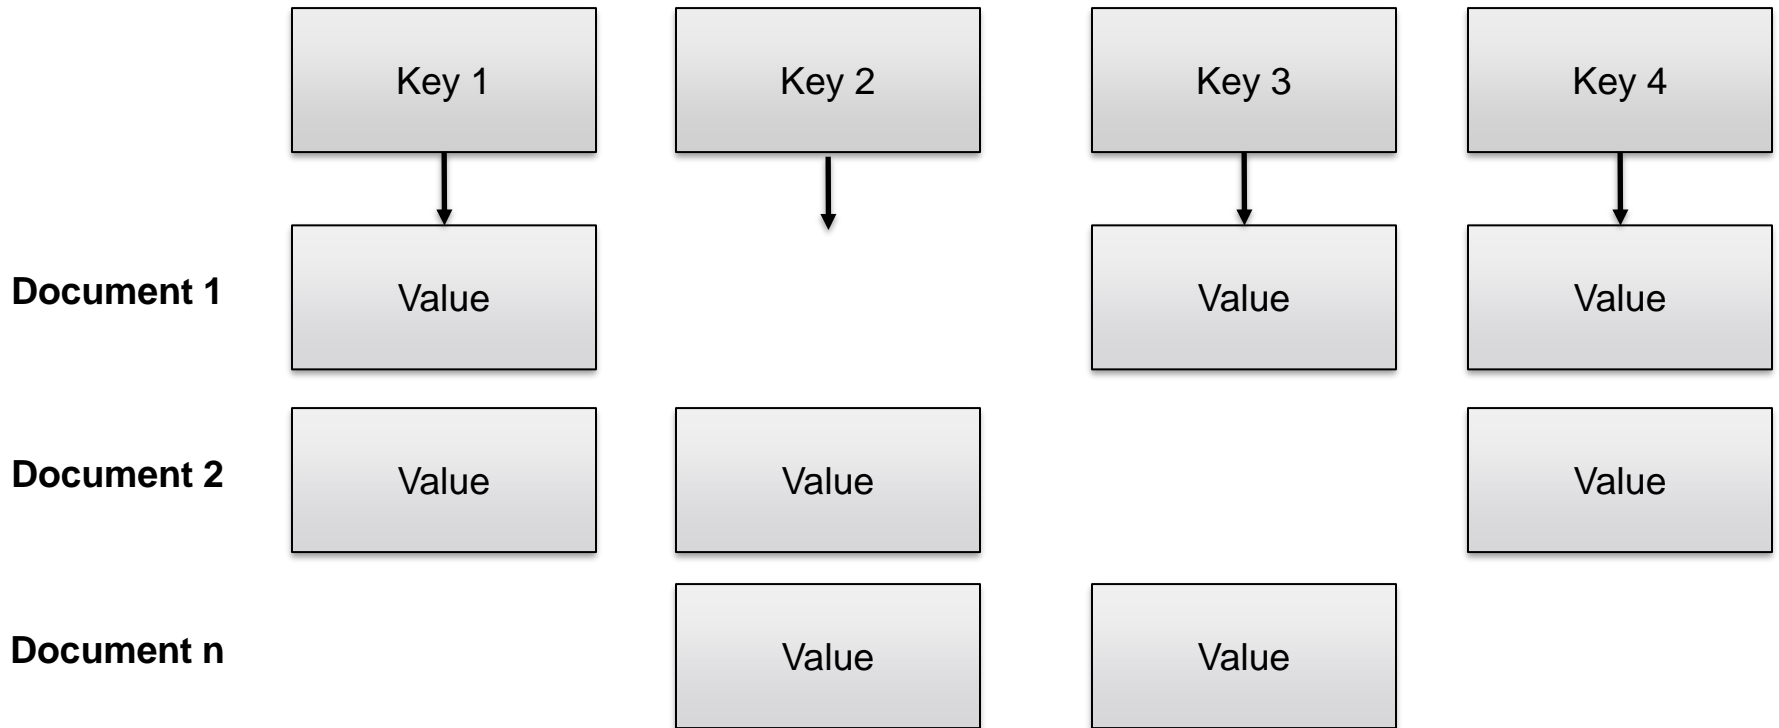 Key 1
Key 2
Key 3
Key 4
Document 1
Value
Value
Value
Document 2
Value
Value
Value
Document n
Value
Value